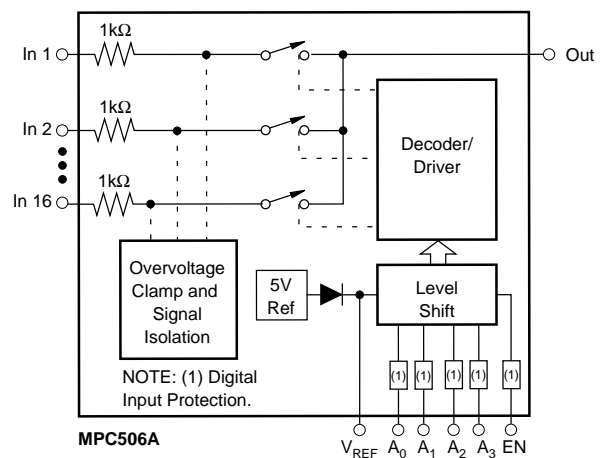 1kΩ
In 1
Out
1kΩ
In 2
1kΩ
In 16
Decoder/
Driver
Overvoltage
Clamp and
Signal
Isolation
5V
Ref
Level
Shift
(1) (1) (1) (1) (1)
NOTE: (1) Digital
Input Protection.
MPC506A
VREF A0 A1 A2 A3 EN